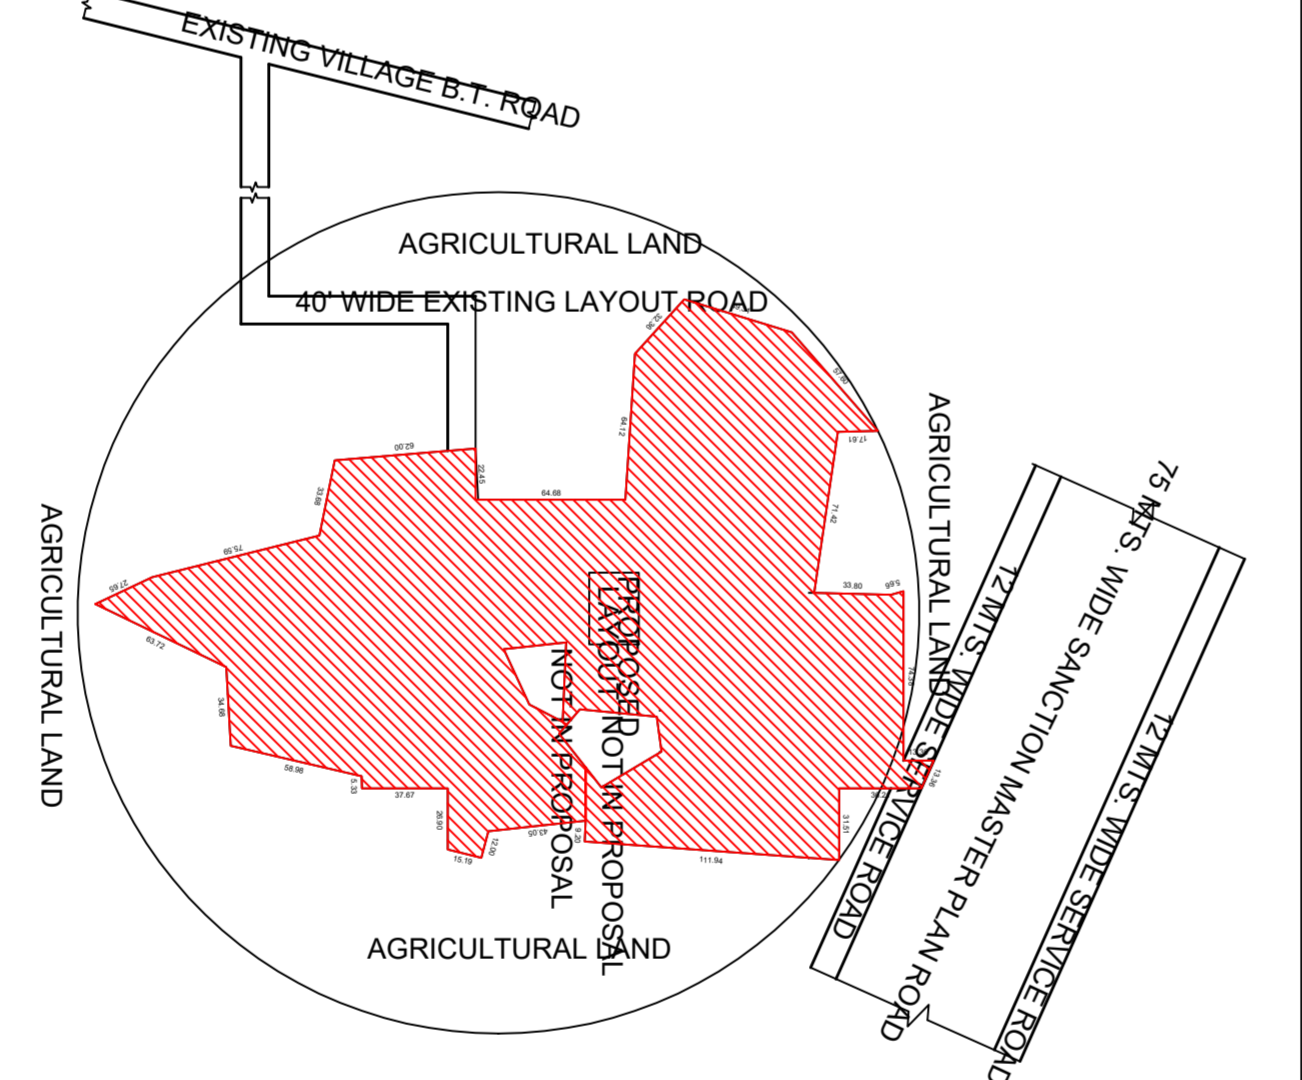 EXISTING VILLAGE B.T. ROAD
AGRICULTURAL LAND
40' WIDE EXISTING LAYOUT ROAD
32.36
57.60
17.61
64.12
62.00
22.45
64.68
33.68
71.42
75.59
27.65
33.80
5.66
63.72
34.68
74.38
58.98
5.33
37.67
26.90
15.19
12.00
43.05
9.20
111.94
31.51
13.36
PROPOSED
LAYOUT
NOT IN PROPOSAL
NOT IN PROPOSAL
AGRICULTURAL LAND
AGRICULTURAL LAND
AGRICULTURAL LAND
12 MTS. WIDE SERVICE ROAD
75 MTS. WIDE SANCTION MASTER PLAN ROAD
12 MTS. WIDE SERVICE ROAD